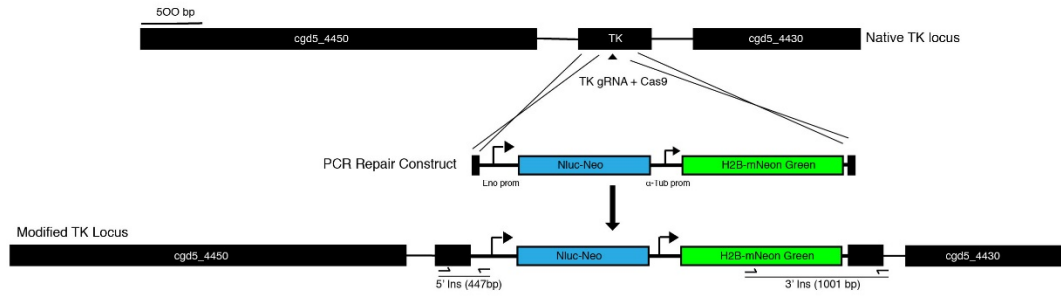 500 bp
cgd5_4450
TK
cgd5_4430
Native TK locus
TK gRNA + Cas9
PCR Repair Construct
Nluc-Neo
H2B-mNeon Green
Eno prom
α-Tub prom
Modified TK Locus
cgd5_4450
Nluc-Neo
H2B-mNeon Green
cgd5_4430
5' Ins (447bp)
3' Ins (1001 bp)